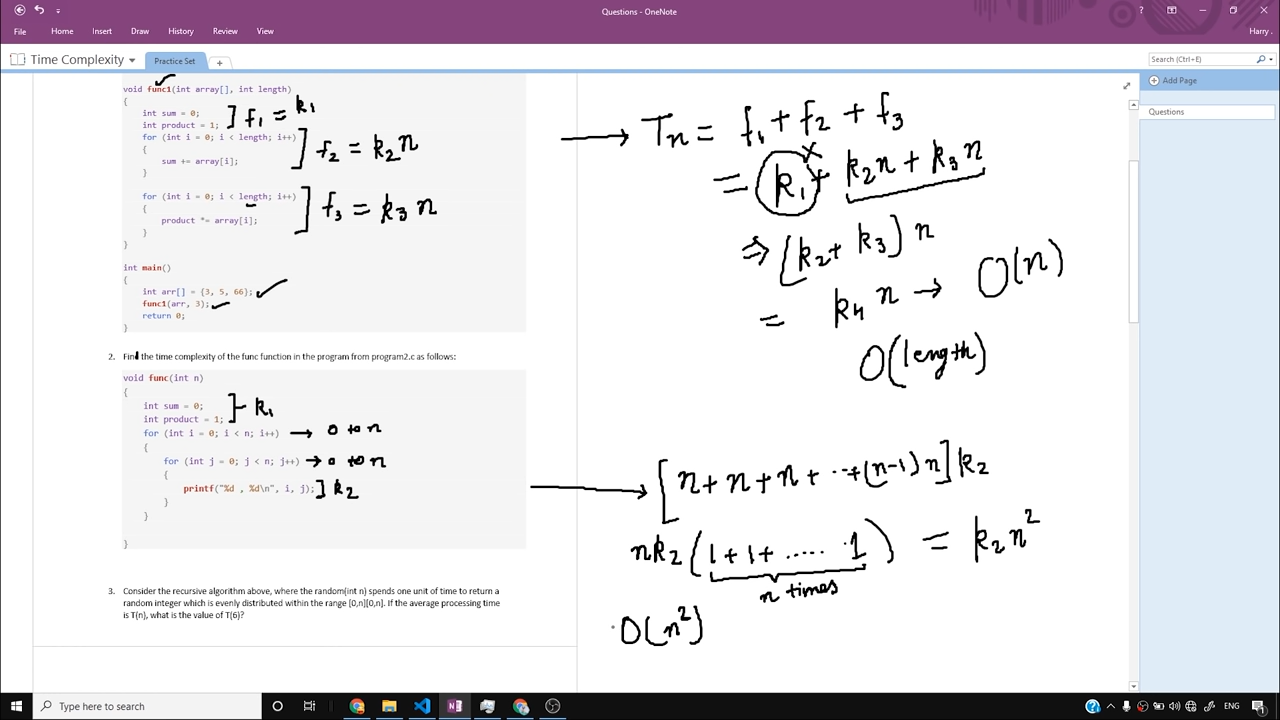 Questions - OneNote
File Home Insert Draw History Review View
Harry .
Time Complexity
Practice Set
Search (Ctrl+E)
Add Page
Questions
void func1(int array[], int length)
{
int sum = 0;
int product = 1;
f1 = k1
for (int i = 0; i < length; i++)
{
sum += array[i];
}
f2 = k2n
for (int i = 0; i < length; i++)
{
product *= array[i];
}
f3 = k3 n
}
int main()
{
int arr[] = {3, 5, 66};
func1(arr, 3);
return 0;
}
Tn = f1 + f2 + f3
= k1 + k2n + k3n
⇒ [k2+ k3) n
= k4 n → O(n)
O(length)
2. Find the time complexity of the func function in the program from program2.c as follows:
void func(int n)
{
int sum = 0;
int product = 1;
k1
for (int i = 0; i < n; i++) → 0 to n
{
for (int j = 0; j < n; j++) → 0 to n
{
printf("%d , %d\n", i, j); ] k2
}
}
}
[n+ n+ n+ ..+(n-1) n] k2
nk2 (1+1+ ..... .1) = k2n²
n times
O(n²)
3. Consider the recursive algorithm above, where the random(int n) spends one unit of time to return a
random integer which is evenly distributed within the range [0,n][0,n]. If the average processing time
is T(n), what is the value of T(6)?
Type here to search
ENG